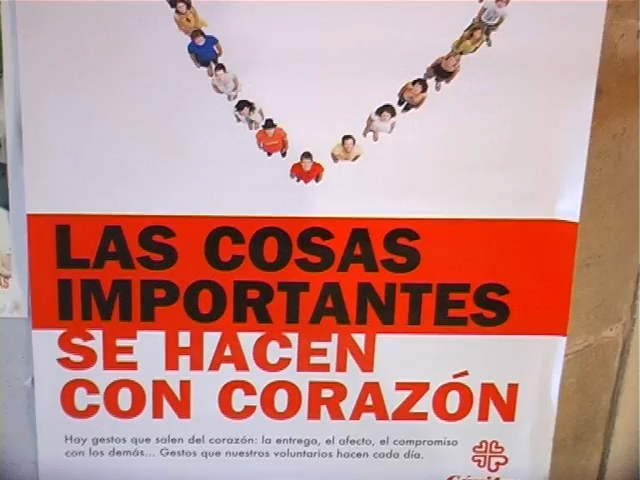 LAS COSAS
IMPORTANTES
SE HACEN
CON CORAZÓN
Hay gestos que salen del corazón: la entrega, el afecto, el compromiso
con los demás... Gestos que nuestros voluntarios hacen cada día.